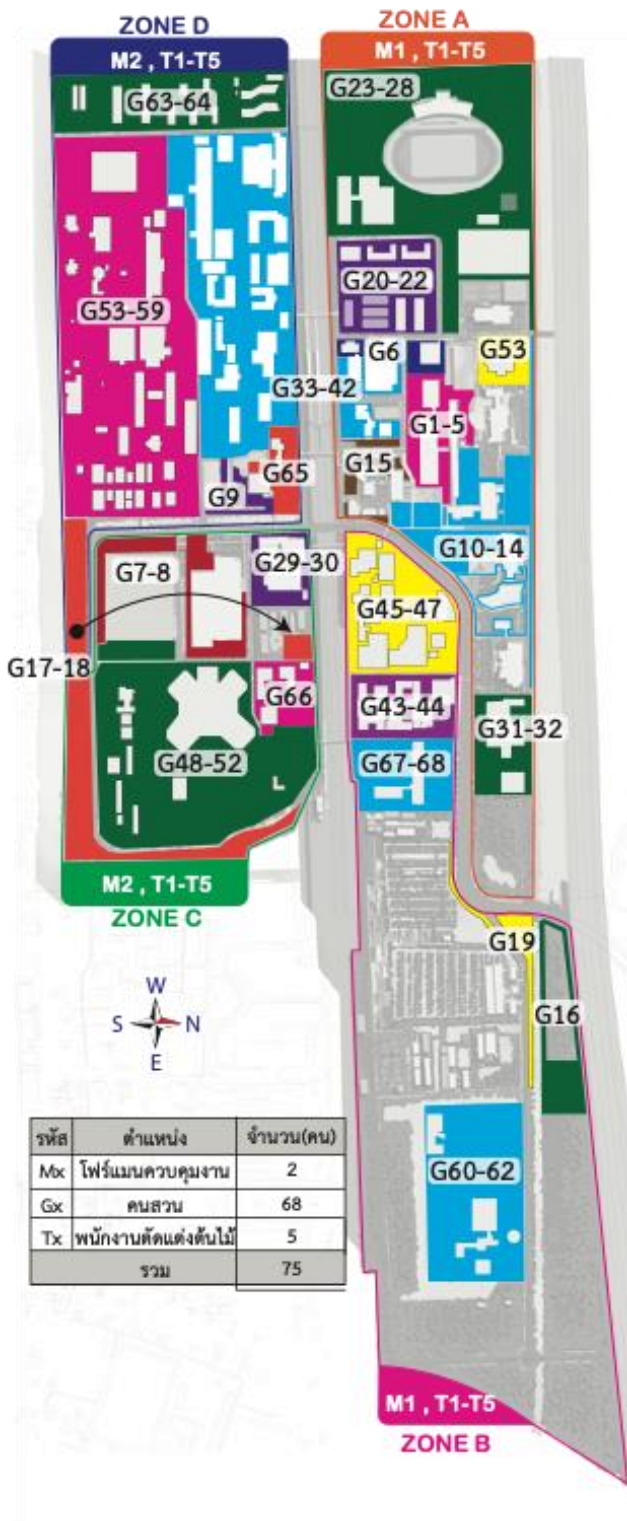 ZONE D
ZONE A
M2 , T1-T5
M1 , T1-T5
G63-64
G23-28
G20-22
G53-59
G6
G53
G33-42
G1-5
G65
G15
G9
G10-14
G29-30
G7-8
G45-47
G17-18
G66
G43-44
G31-32
G48-52
G67-68
M2 , T1-T5
ZONE C
G19
W
S N
E
G16
รหัส ตำแหน่ง จำนวน(คน)
Mx โฟร์แมนควบคุมงาน 2
Gx คนสวน 68
Tx พนักงานตัดแต่งต้นไม้ 5
รวม 75
G60-62
M1 , T1-T5
ZONE B